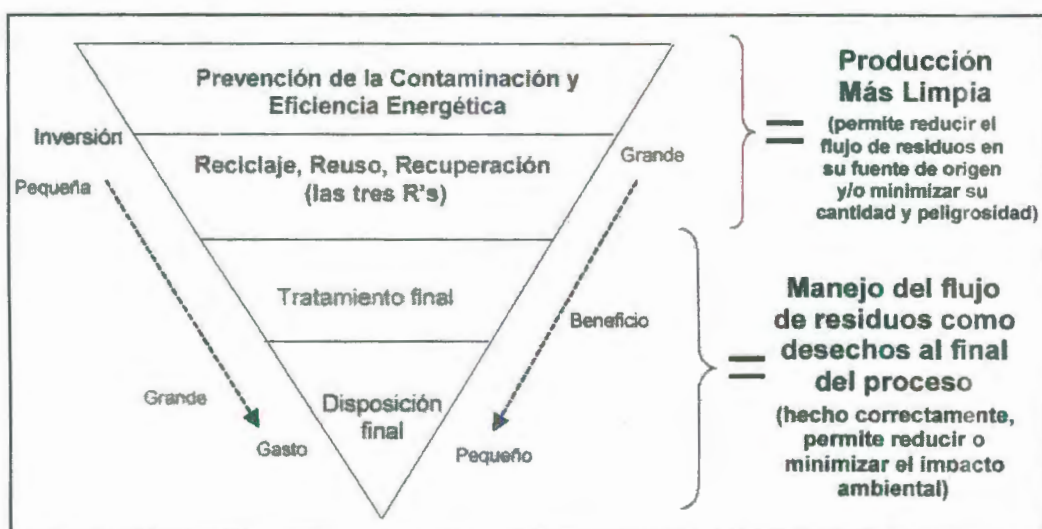 Prevención de la Contaminación y
Eficiencia Energética
Inversión
Pequeña
Reciclaje, Reuso, Recuperación
(las tres R's)
Grande
Tratamiento final
Beneficio
Grande
Gasto
Disposición
final
Pequeño
=
Producción
Más Limpia
(permite reducir el
flujo de residuos en
su fuente de origen
y/o minimizar su
cantidad y peligrosidad)
=
Manejo del flujo
de residuos como
desechos al final
del proceso
(hecho correctamente,
permite reducir o
minimizar el impacto
ambiental)